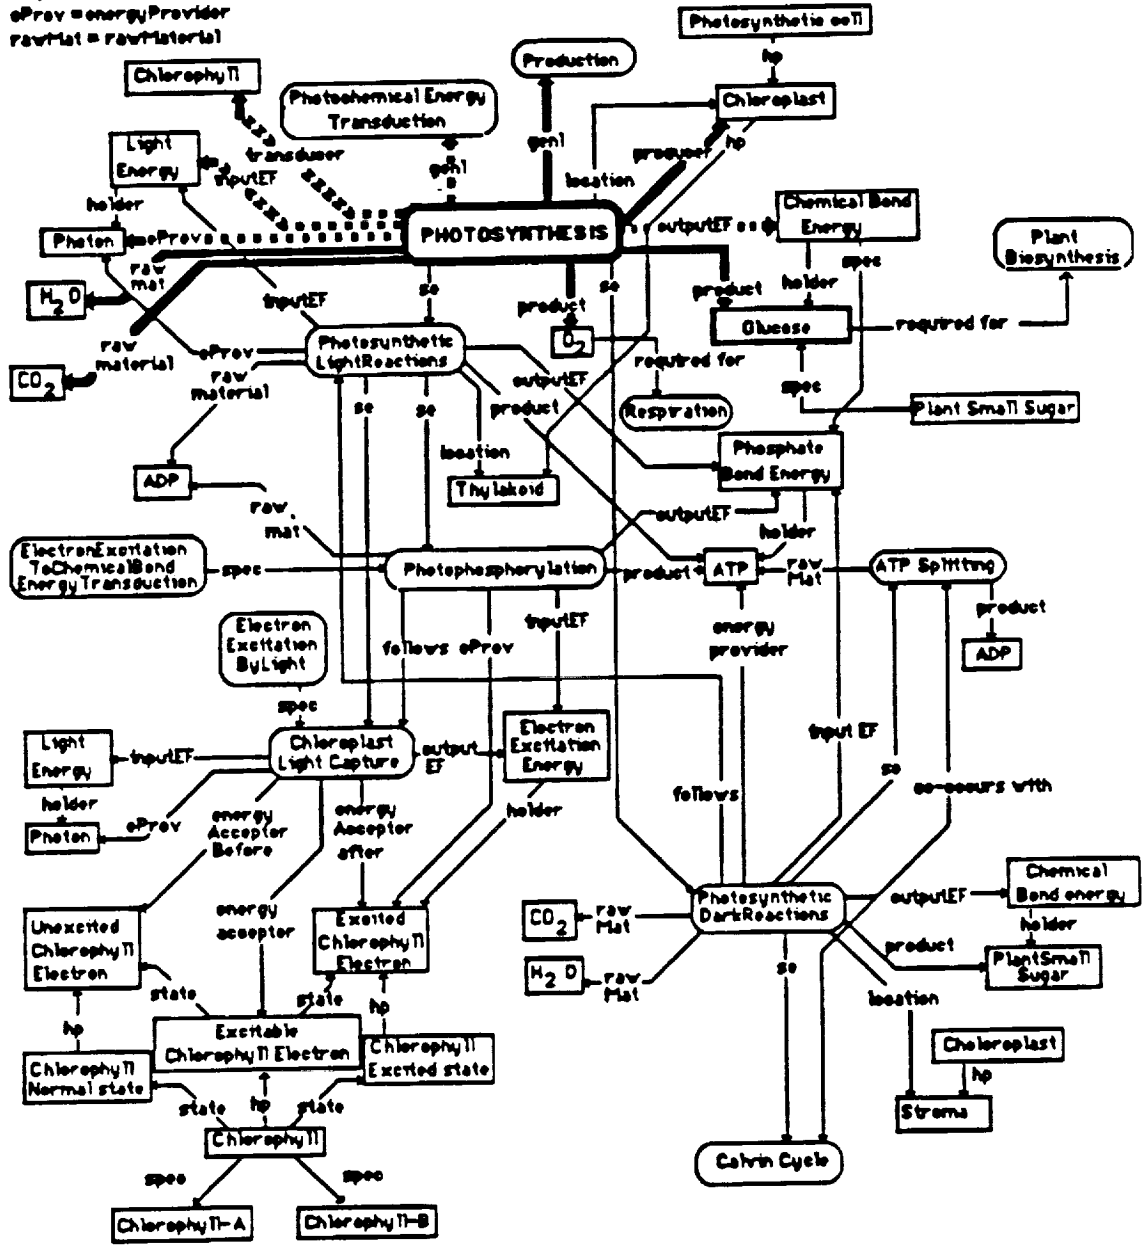 eProv = energyProvider
rawMat = rawMaterial
Photosynthetic cell
hp
Production
Chlorophyll
Photochemical Energy
Transduction
Chloroplast
gen1
hp
transducer
producer
Light
Energy
inputEF
gen1
location
holder
Chemical Bond
Energy
Photon
eProv
PHOTOSYNTHESIS
outputEF
Plant
Biosynthesis
raw
mat
spec
H2O
inputEF
se
product
se
product
holder
Glucose
required for
raw
material
eProv
Photosynthetic
LightReactions
O2
required for
CO2
raw
material
outputEF
spec
se
se
product
Respiration
Plant Small Sugar
location
Phosphate
Bond Energy
ADP
Thylakoid
raw
mat
outputEF
holder
ElectronExcitation
ToChemicalBond
EnergyTransduction
spec
Photophosphorylation
product
ATP
raw
Mat
ATP Splitting
product
Electron
Excitation
ByLight
inputEF
energy
provider
follows
eProv
ADP
spec
Light
Energy
inputEF
Chloroplast
Light Capture
output
EF
Electron
Excitation
Energy
Input EF
se
holder
follows
co-occurs with
energy
Acceptor
Before
energy
Acceptor
after
holder
Photon
eProv
Chemical
Bond energy
Photosynthetic
DarkReactions
outputEF
energy
acceptor
Unexcited
Chlorophyll
Electron
Excited
Chlorophyll
Electron
CO2
raw
Mat
holder
product
PlantSmall
Sugar
se
H2O
raw
Mat
state
state
location
hp
hp
Excitable
Chlorophyll Electron
Chlorophyll
Normal state
Chlorophyll
Excited state
Choloroplast
hp
state
hp
state
Stroma
Chlorophyll
Calvin Cycle
spec
spec
Chlorophyll-A
Chlorophyll-B